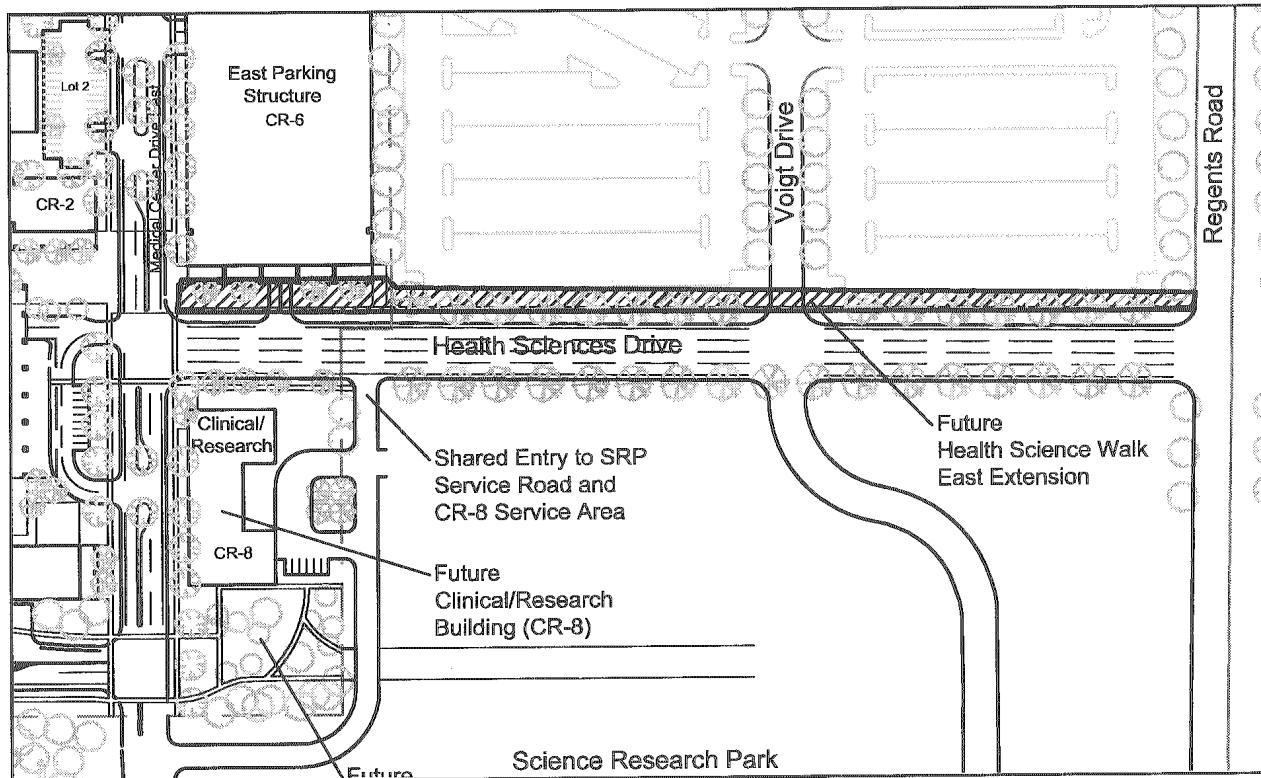 East Parking
Structure
CR-6
Lot 2
Medical Center Drive East
CR-2
Voigt Drive
Regents Road
Health Sciences Drive
Clinical/
Research
Shared Entry to SRP
Service Road and
CR-8 Service Area
Future
Health Science Walk
East Extension
CR-8
Future
Clinical/Research
Building (CR-8)
Science Research Park
Future